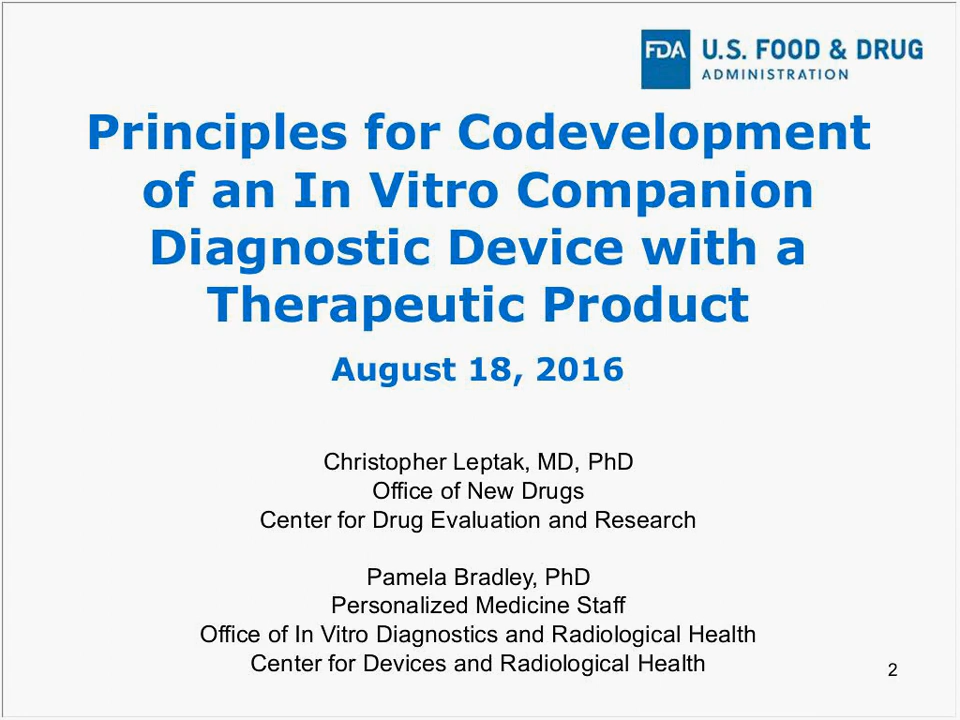 FDA U.S. FOOD & DRUG
ADMINISTRATION
Principles for Codevelopment
of an In Vitro Companion
Diagnostic Device with a
Therapeutic Product
August 18, 2016
Christopher Leptak, MD, PhD
Office of New Drugs
Center for Drug Evaluation and Research
Pamela Bradley, PhD
Personalized Medicine Staff
Office of In Vitro Diagnostics and Radiological Health
Center for Devices and Radiological Health
2